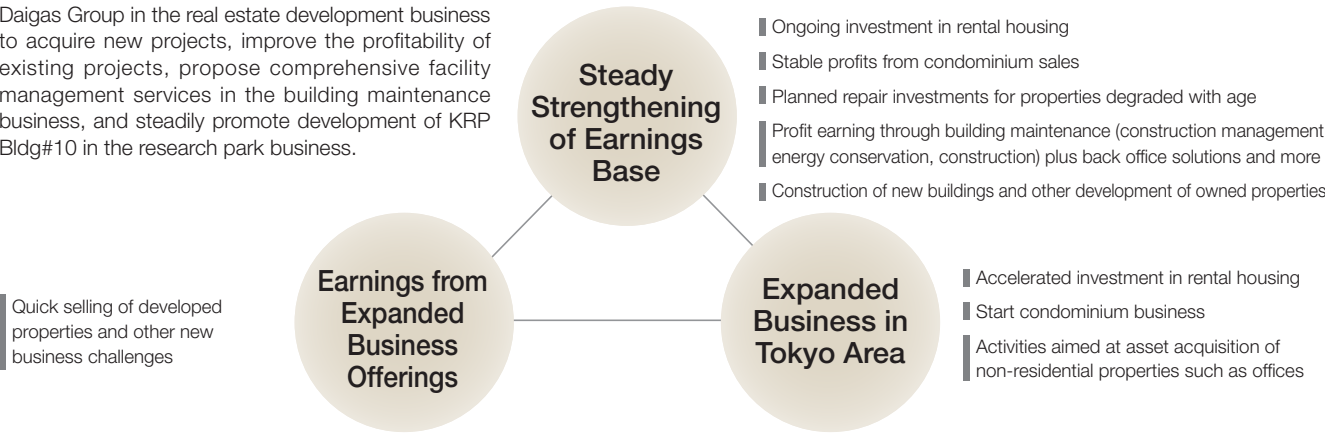 Daigas Group in the real estate development business
to acquire new projects, improve the profitability of
existing projects, propose comprehensive facility
management services in the building maintenance
business, and steadily promote development of KRP
Bldg#10 in the research park business.
Steady
Strengthening
of Earnings
Base
Ongoing investment in rental housing
Stable profits from condominium sales
Planned repair investments for properties degraded with age
Profit earning through building maintenance (construction management
energy conservation, construction) plus back office solutions and more
Construction of new buildings and other development of owned properties
Earnings from
Expanded
Business
Offerings
Quick selling of developed
properties and other new
business challenges
Expanded
Business in
Tokyo Area
Accelerated investment in rental housing
Start condominium business
Activities aimed at asset acquisition of
non-residential properties such as offices